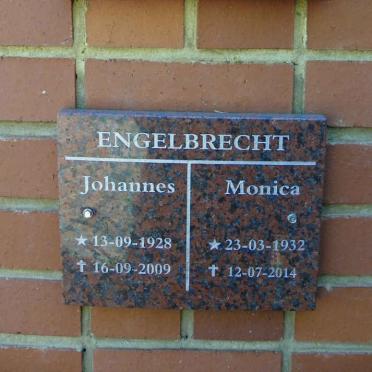 ENGELBRECHT
Johannes
★ 13-09-1928
✝ 16-09-2009
Monica
★ 23-03-1932
✝ 12-07-2014